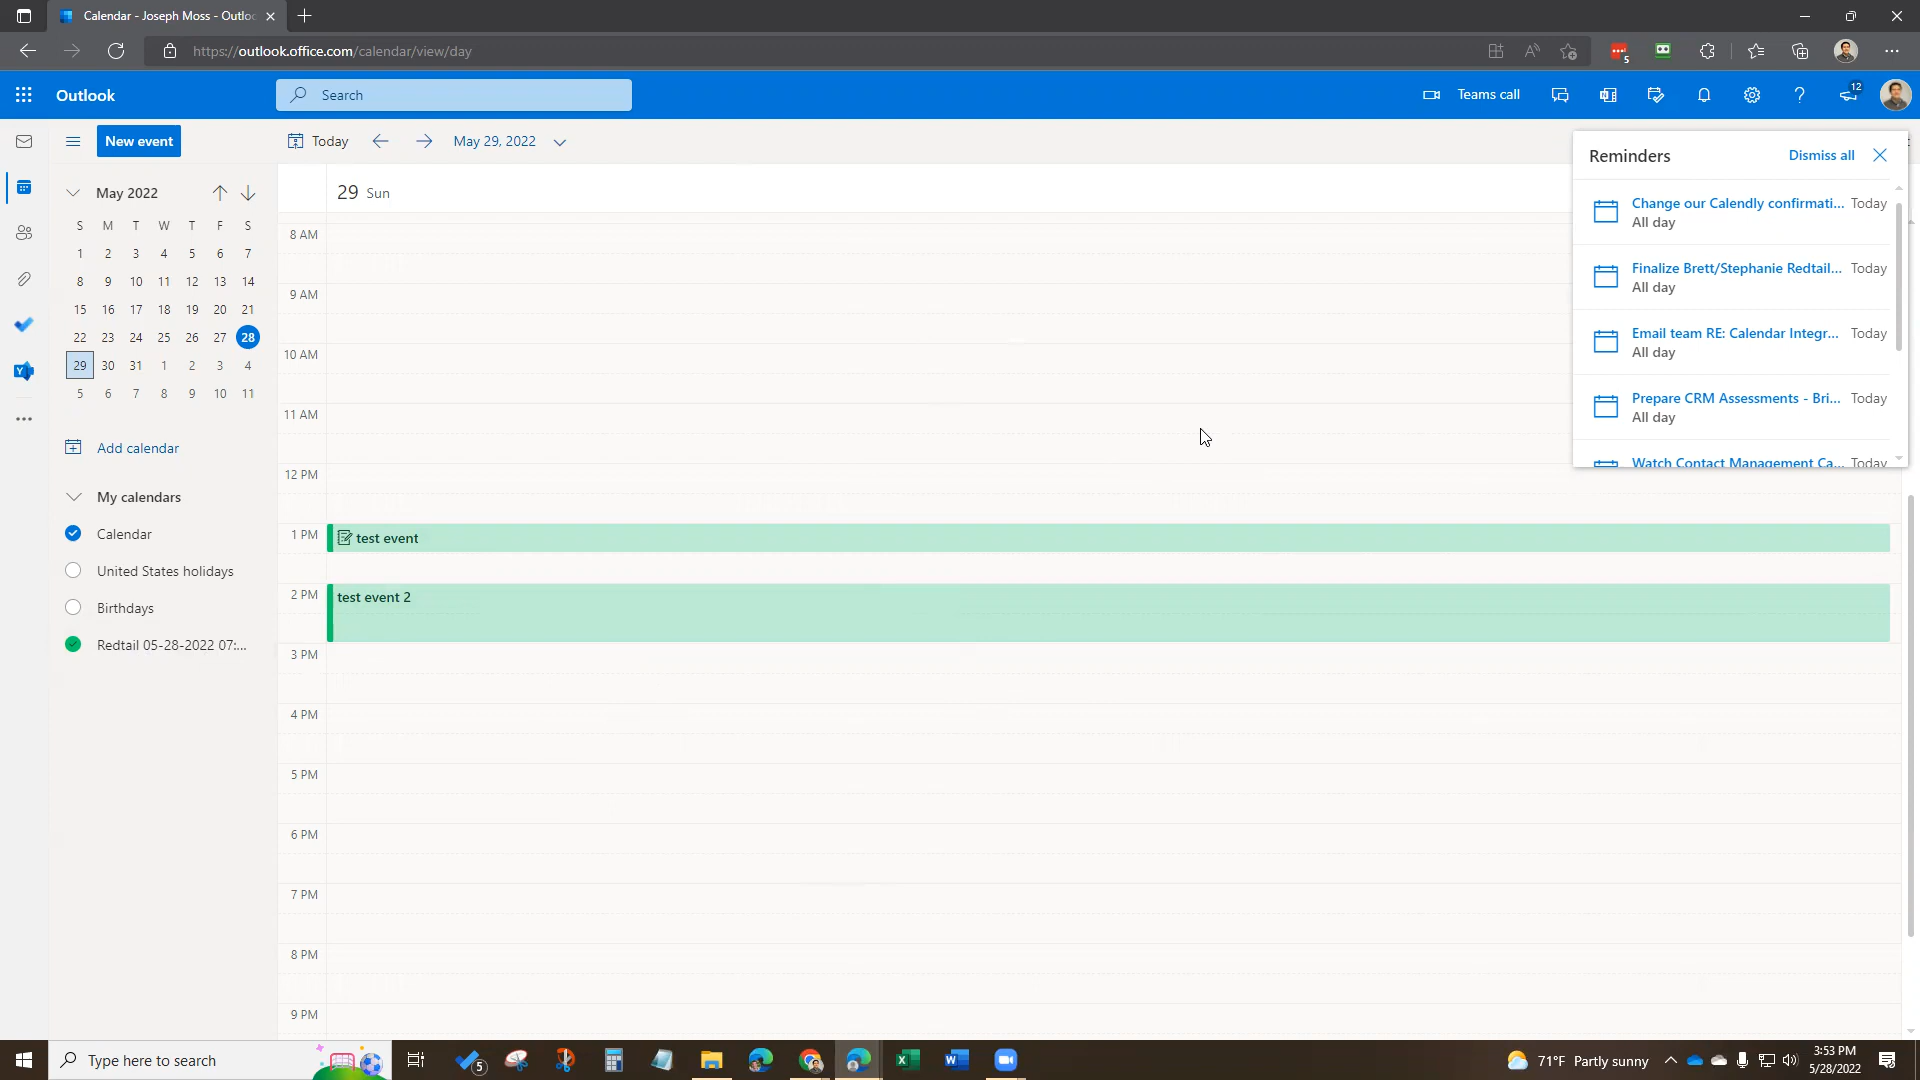 Calendar - Joseph Moss - Outloo
https://outlook.office.com/calendar/view/day
5
Outlook
Search
Teams call
12
New event
Today
May 29, 2022
Reminders
Dismiss all
May 2022
29 Sun
S M T W T F S
1 2 3 4 5 6 7
8 9 10 11 12 13 14
15 16 17 18 19 20 21
22 23 24 25 26 27 28
29 30 31 1 2 3 4
5 6 7 8 9 10 11
Add calendar
My calendars
Calendar
United States holidays
Birthdays
Redtail 05-28-2022 07:...
8 AM
9 AM
10 AM
11 AM
12 PM
1 PM
test event
2 PM
test event 2
3 PM
4 PM
5 PM
6 PM
7 PM
8 PM
9 PM
Change our Calendly confirmati... Today
All day
Finalize Brett/Stephanie Redtail... Today
All day
Email team RE: Calendar Integr... Today
All day
Prepare CRM Assessments - Bri... Today
All day
Watch Contact Management Ca... Today
Type here to search
5
71°F Partly sunny
3:53 PM
5/28/2022